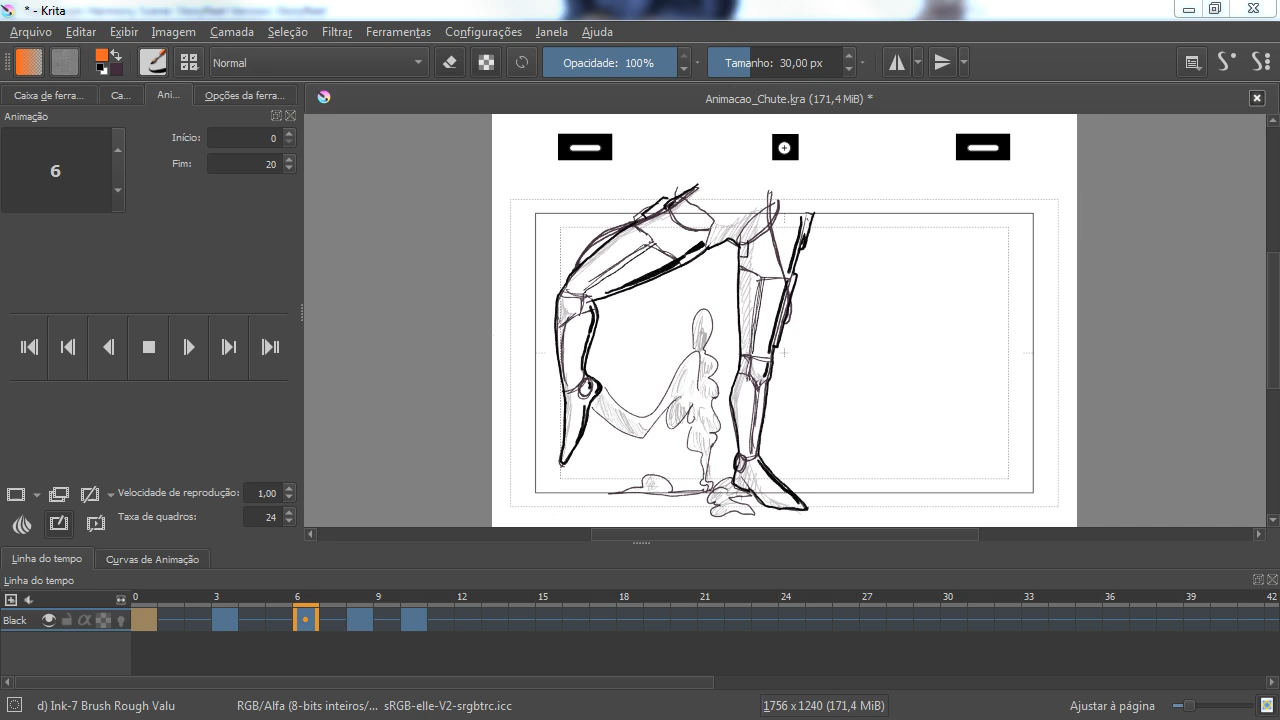 * - Krita
Arquivo Editar Exibir Imagem Camada Seleção Filtrar Ferramentas Configurações Janela Ajuda
Normal Opacidade: 100% Tamanho: 30,00 px
Caixa de ferra... Ca... Ani... Opções da ferra... Animacao_Chute.kra (171,4 MiB) *
Animação
Início: 0
6
Fim: 20
Velocidade de reprodução: 1,00
Taxa de quadros: 24
Linha do tempo Curvas de Animação
Linha do tempo
0 3 6 9 12 15 18 21 24 27 30 33 36 39 42
Black
d) Ink-7 Brush Rough Valu RGB/Alfa (8-bits inteiros/... sRGB-elle-V2-srgbtrc.icc 1756 x 1240 (171,4 MiB) Ajustar à página